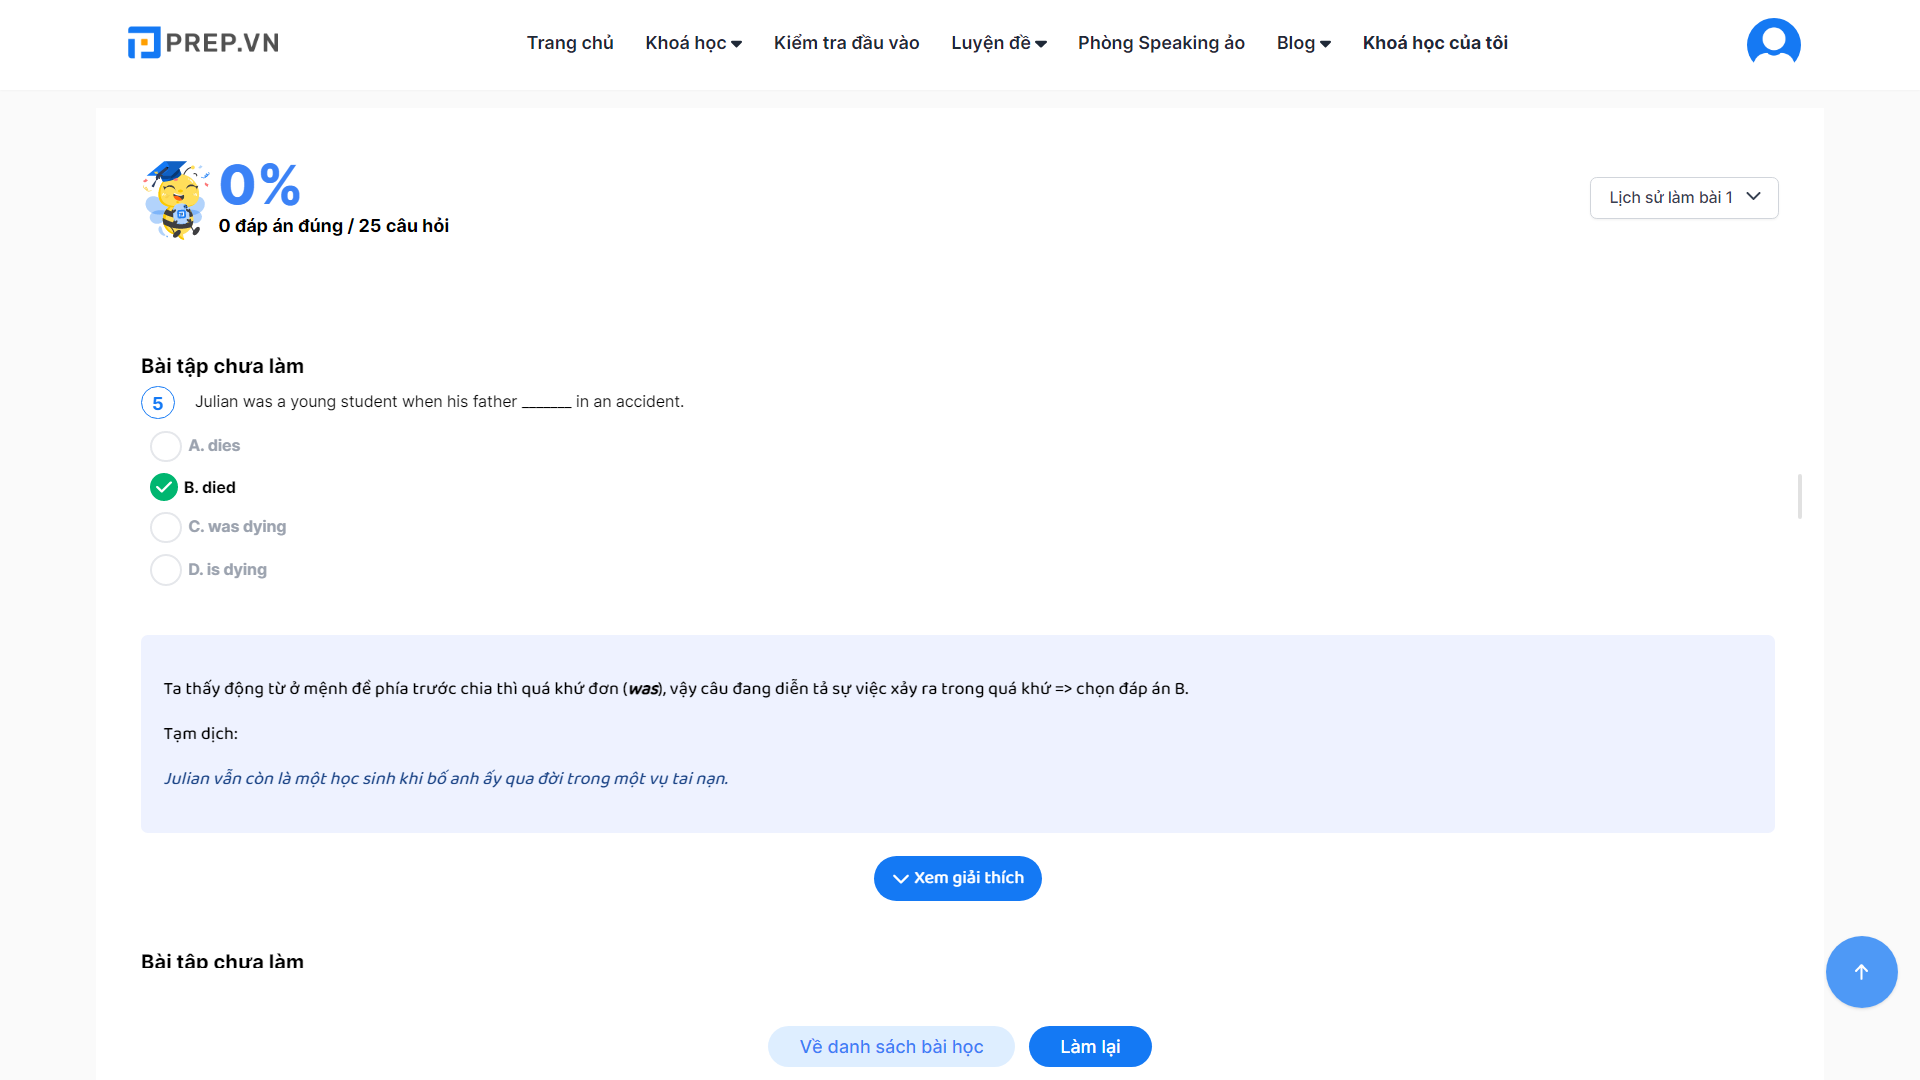 PREP.VN
Trang chủ Khoá học Kiểm tra đầu vào Luyện đề Phòng Speaking ảo Blog Khoá học của tôi
0%
0 đáp án đúng / 25 câu hỏi
Lịch sử làm bài 1
Bài tập chưa làm
5 Julian was a young student when his father _______ in an accident.
A. dies
B. died
C. was dying
D. is dying
Ta thấy động từ ở mệnh đề phía trước chia thì quá khứ đơn (was), vậy câu đang diễn tả sự việc xảy ra trong quá khứ => chọn đáp án B.
Tạm dịch:
Julian vẫn còn là một học sinh khi bố anh ấy qua đời trong một vụ tai nạn.
Xem giải thích
Bài tập chưa làm
Về danh sách bài học Làm lại